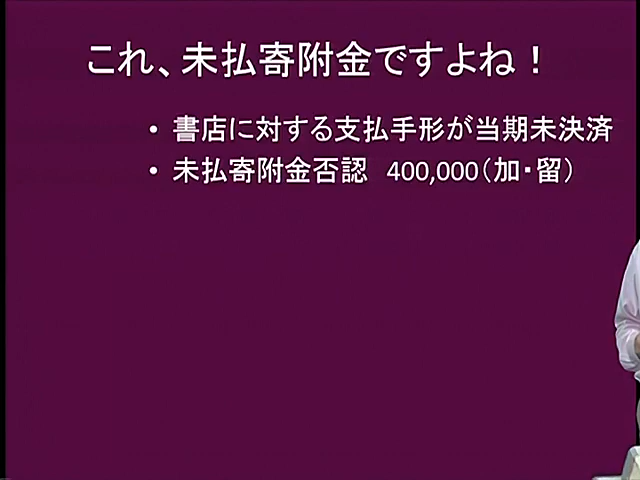 これ、未払寄附金ですよね！
• 書店に対する支払手形が当期未決済
• 未払寄附金否認 400,000（加・留）